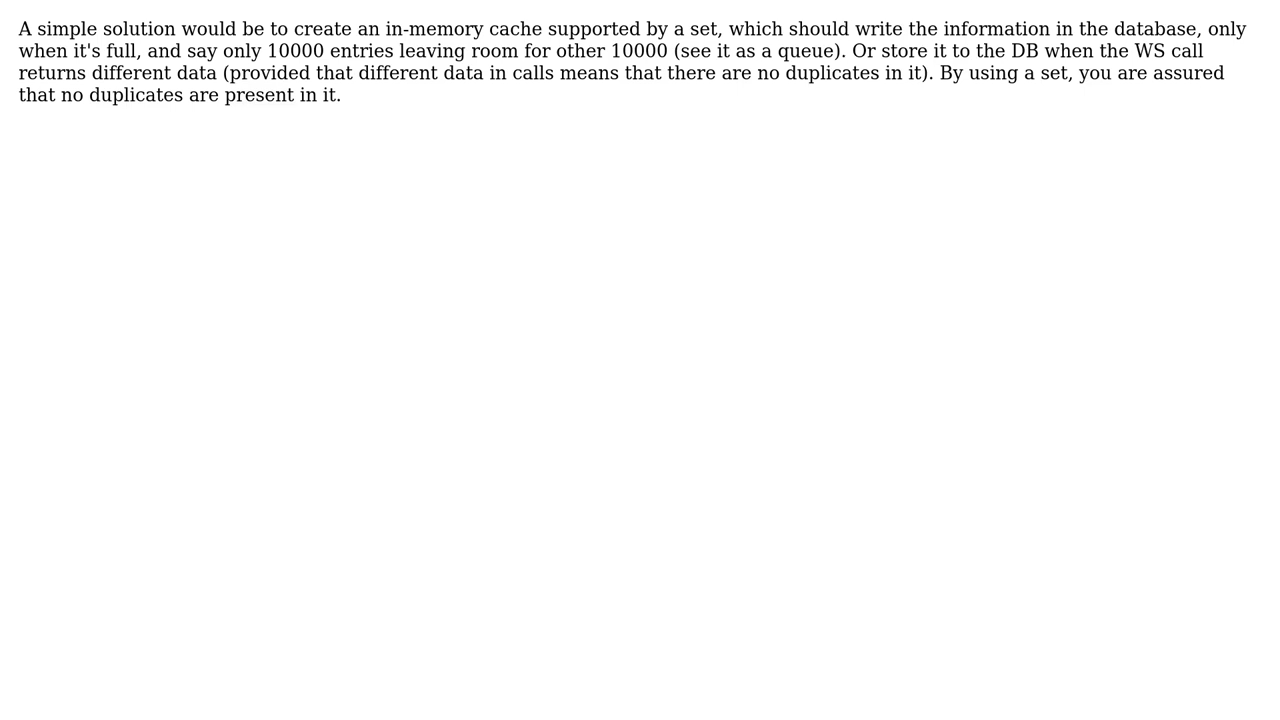 A simple solution would be to create an in-memory cache supported by a set, which should write the information in the database, only
when it's full, and say only 10000 entries leaving room for other 10000 (see it as a queue). Or store it to the DB when the WS call
returns different data (provided that different data in calls means that there are no duplicates in it). By using a set, you are assured
that no duplicates are present in it.